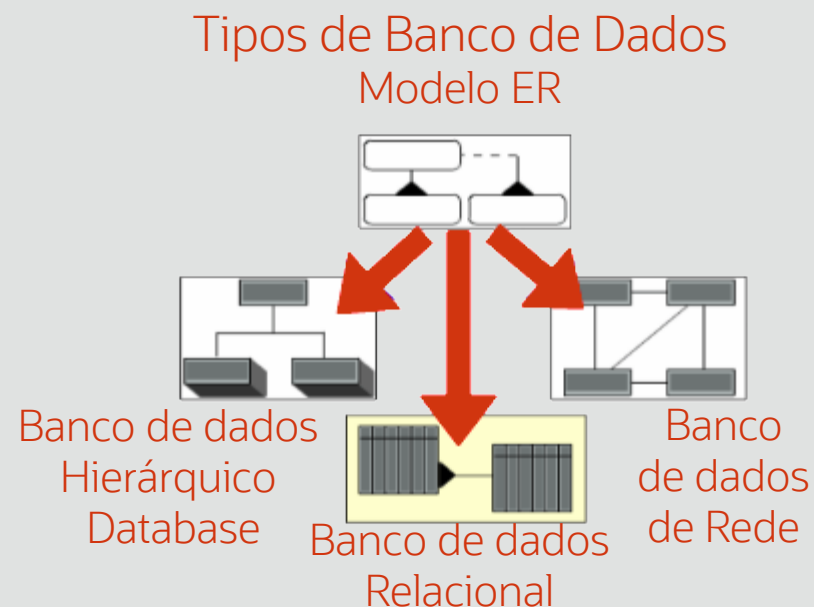 Tipos de Banco de Dados
Modelo ER
Banco de dados
Hierárquico
Database
Banco de dados
Relacional
Banco
de dados
de Rede